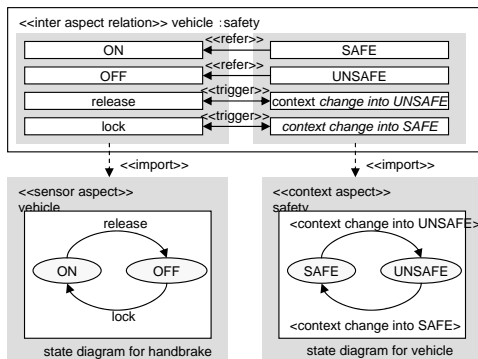 <<inter aspect relation>> vehicle :safety
ON <<refer>> SAFE
OFF <<refer>> UNSAFE
release <<trigger>> context change into UNSAFE
lock <<trigger>> context change into SAFE
<<import>> <<import>>
<<sensor aspect>>
vehicle
release
ON OFF
lock
state diagram for handbrake
<<context aspect>>
safety
<context change into UNSAFE>
SAFE UNSAFE
<context change into SAFE>
state diagram for vehicle